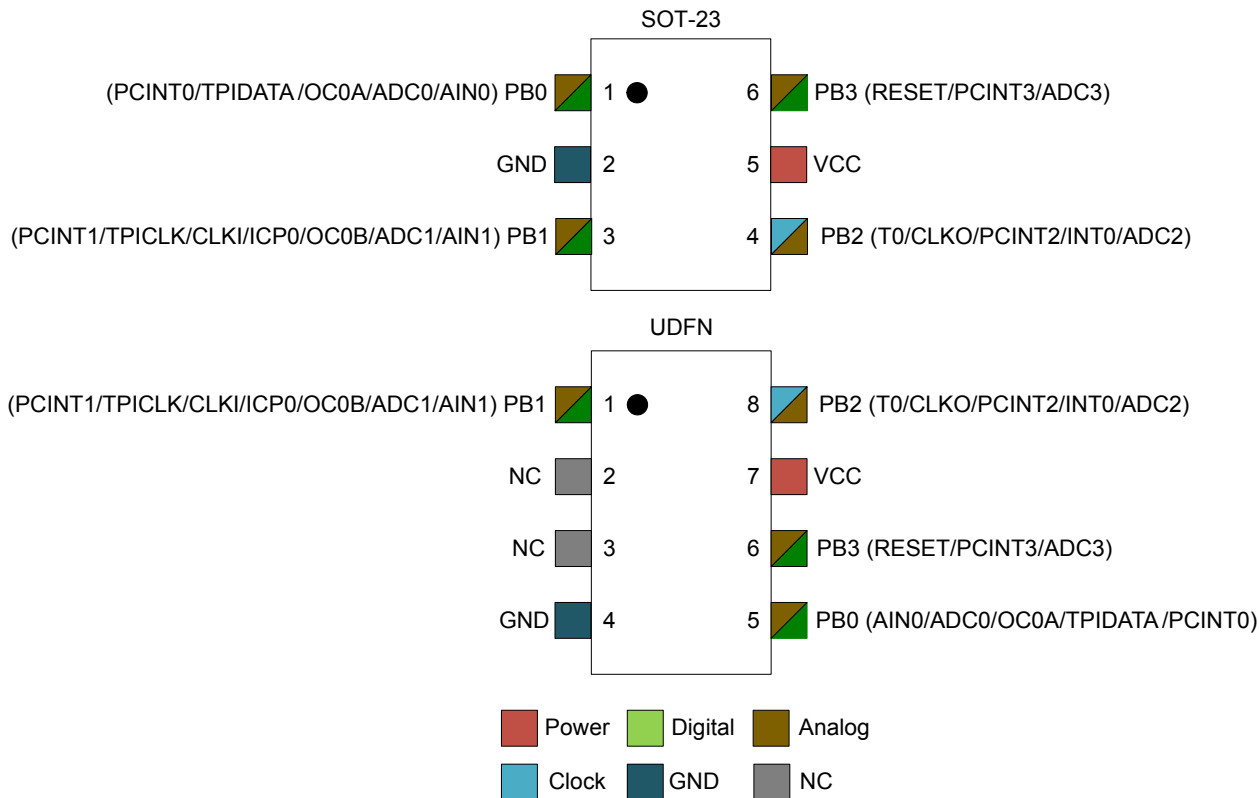 SOT-23
(PCINT0/TPIDATA /OC0A/ADC0/AIN0) PB0 1 6 PB3 (RESET/PCINT3/ADC3)
GND 2 5 VCC
(PCINT1/TPICLK/CLKI/ICP0/OC0B/ADC1/AIN1) PB1 3 4 PB2 (T0/CLKO/PCINT2/INT0/ADC2)
UDFN
(PCINT1/TPICLK/CLKI/ICP0/OC0B/ADC1/AIN1) PB1 1 8 PB2 (T0/CLKO/PCINT2/INT0/ADC2)
NC 2 7 VCC
NC 3 6 PB3 (RESET/PCINT3/ADC3)
GND 4 5 PB0 (AIN0/ADC0/OC0A/TPIDATA /PCINT0)
Power Digital Analog
Clock GND NC